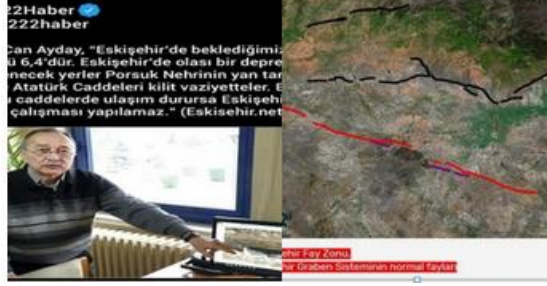 22Haber
222haber
Can Ayday, "Eskişehir'de beklediğimiz
ü 6,4'dür. Eskişehir'de olası bir depre
enecek yerler Porsuk Nehrinin yan tar
Atatürk Caddeleri kilit vaziyetteler. E
caddelerde ulaşım durursa Eskişehi
çalışması yapılamaz." (Eskisehir.net
ehir Fay Zonu,
hir Graben Sisteminin normal fayları